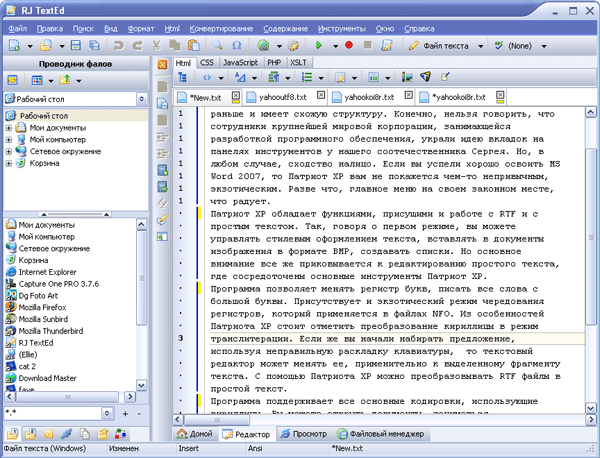 RJ TextEd
Файл Правка Поиск Вид Формат Html Конвертирование Содержание Инструменты Окно Справка
Файл текста (None)
Проводник фалов
Html CSS JavaScript PHP XSLT
Рабочий стол
*New.txt yahooutf8.txt yahookoi8r.txt *yahookoi8r.txt
Рабочий стол
Мои документы
Мой компьютер
Сетевое окружение
Корзина
1 раньше и имеет схожую структуру. Конечно, нельзя говорить, что
1 сотрудники крупнейшей мировой корпорации, занимающейся
1 разработкой программного обеспечения, украли идею вкладок на
1 панелях инструментов у нашего соотечественника Сергея. Но, в
1 любом случае, сходство налицо. Если вы успели хорошо освоить MS
1 Word 2007, то Патриот XP вам не покажется чем-то непривычным,
1 экзотическим. Разве что, главное меню на своем законном месте,
1 что радует.
Патриот XP обладает функциями, присущими и работе с RTF и с
простым текстом. Так, говоря о первом режиме, вы можете
управлять стилевым оформлением текста, вставлять в документы
изображения в формате BMP, создавать списки. Но основное
внимание все же приковывается к редактированию простого текста,
где сосредоточены основные инструменты Патриот XP.
Программа позволяет менять регистр букв, писать все слова с
большой буквы. Присутствует и экзотический режим чередования
регистров, который применяется в файлах NFO. Из особенностей
Патриота XP стоит отметить преобразование кириллицы в режим
3 транслитерации. Если же вы начали набирать предложение,
используя неправильную раскладку клавиатуры, то текстовый
редактор может менять ее, применительно к выделенному фрагменту
текста. С помощью Патриота XP можно преобразовывать RTF файлы в
простой текст.
Программа поддерживает все основные кодировки, использующие
Мои документы
Мой компьютер
Сетевое окружение
Корзина
Internet Explorer
Capture One PRO 3.7.6
Dg Foto Art
Mozilla Firefox
Mozilla Sunbird
Mozilla Thunderbird
RJ TextEd
(Ellie)
cat 2
Download Master
fave
*.*
+ -
Домой Редактор Просмотр Файловый менеджер
Файл текста (Windows) Изменен Insert Ansi *New.txt